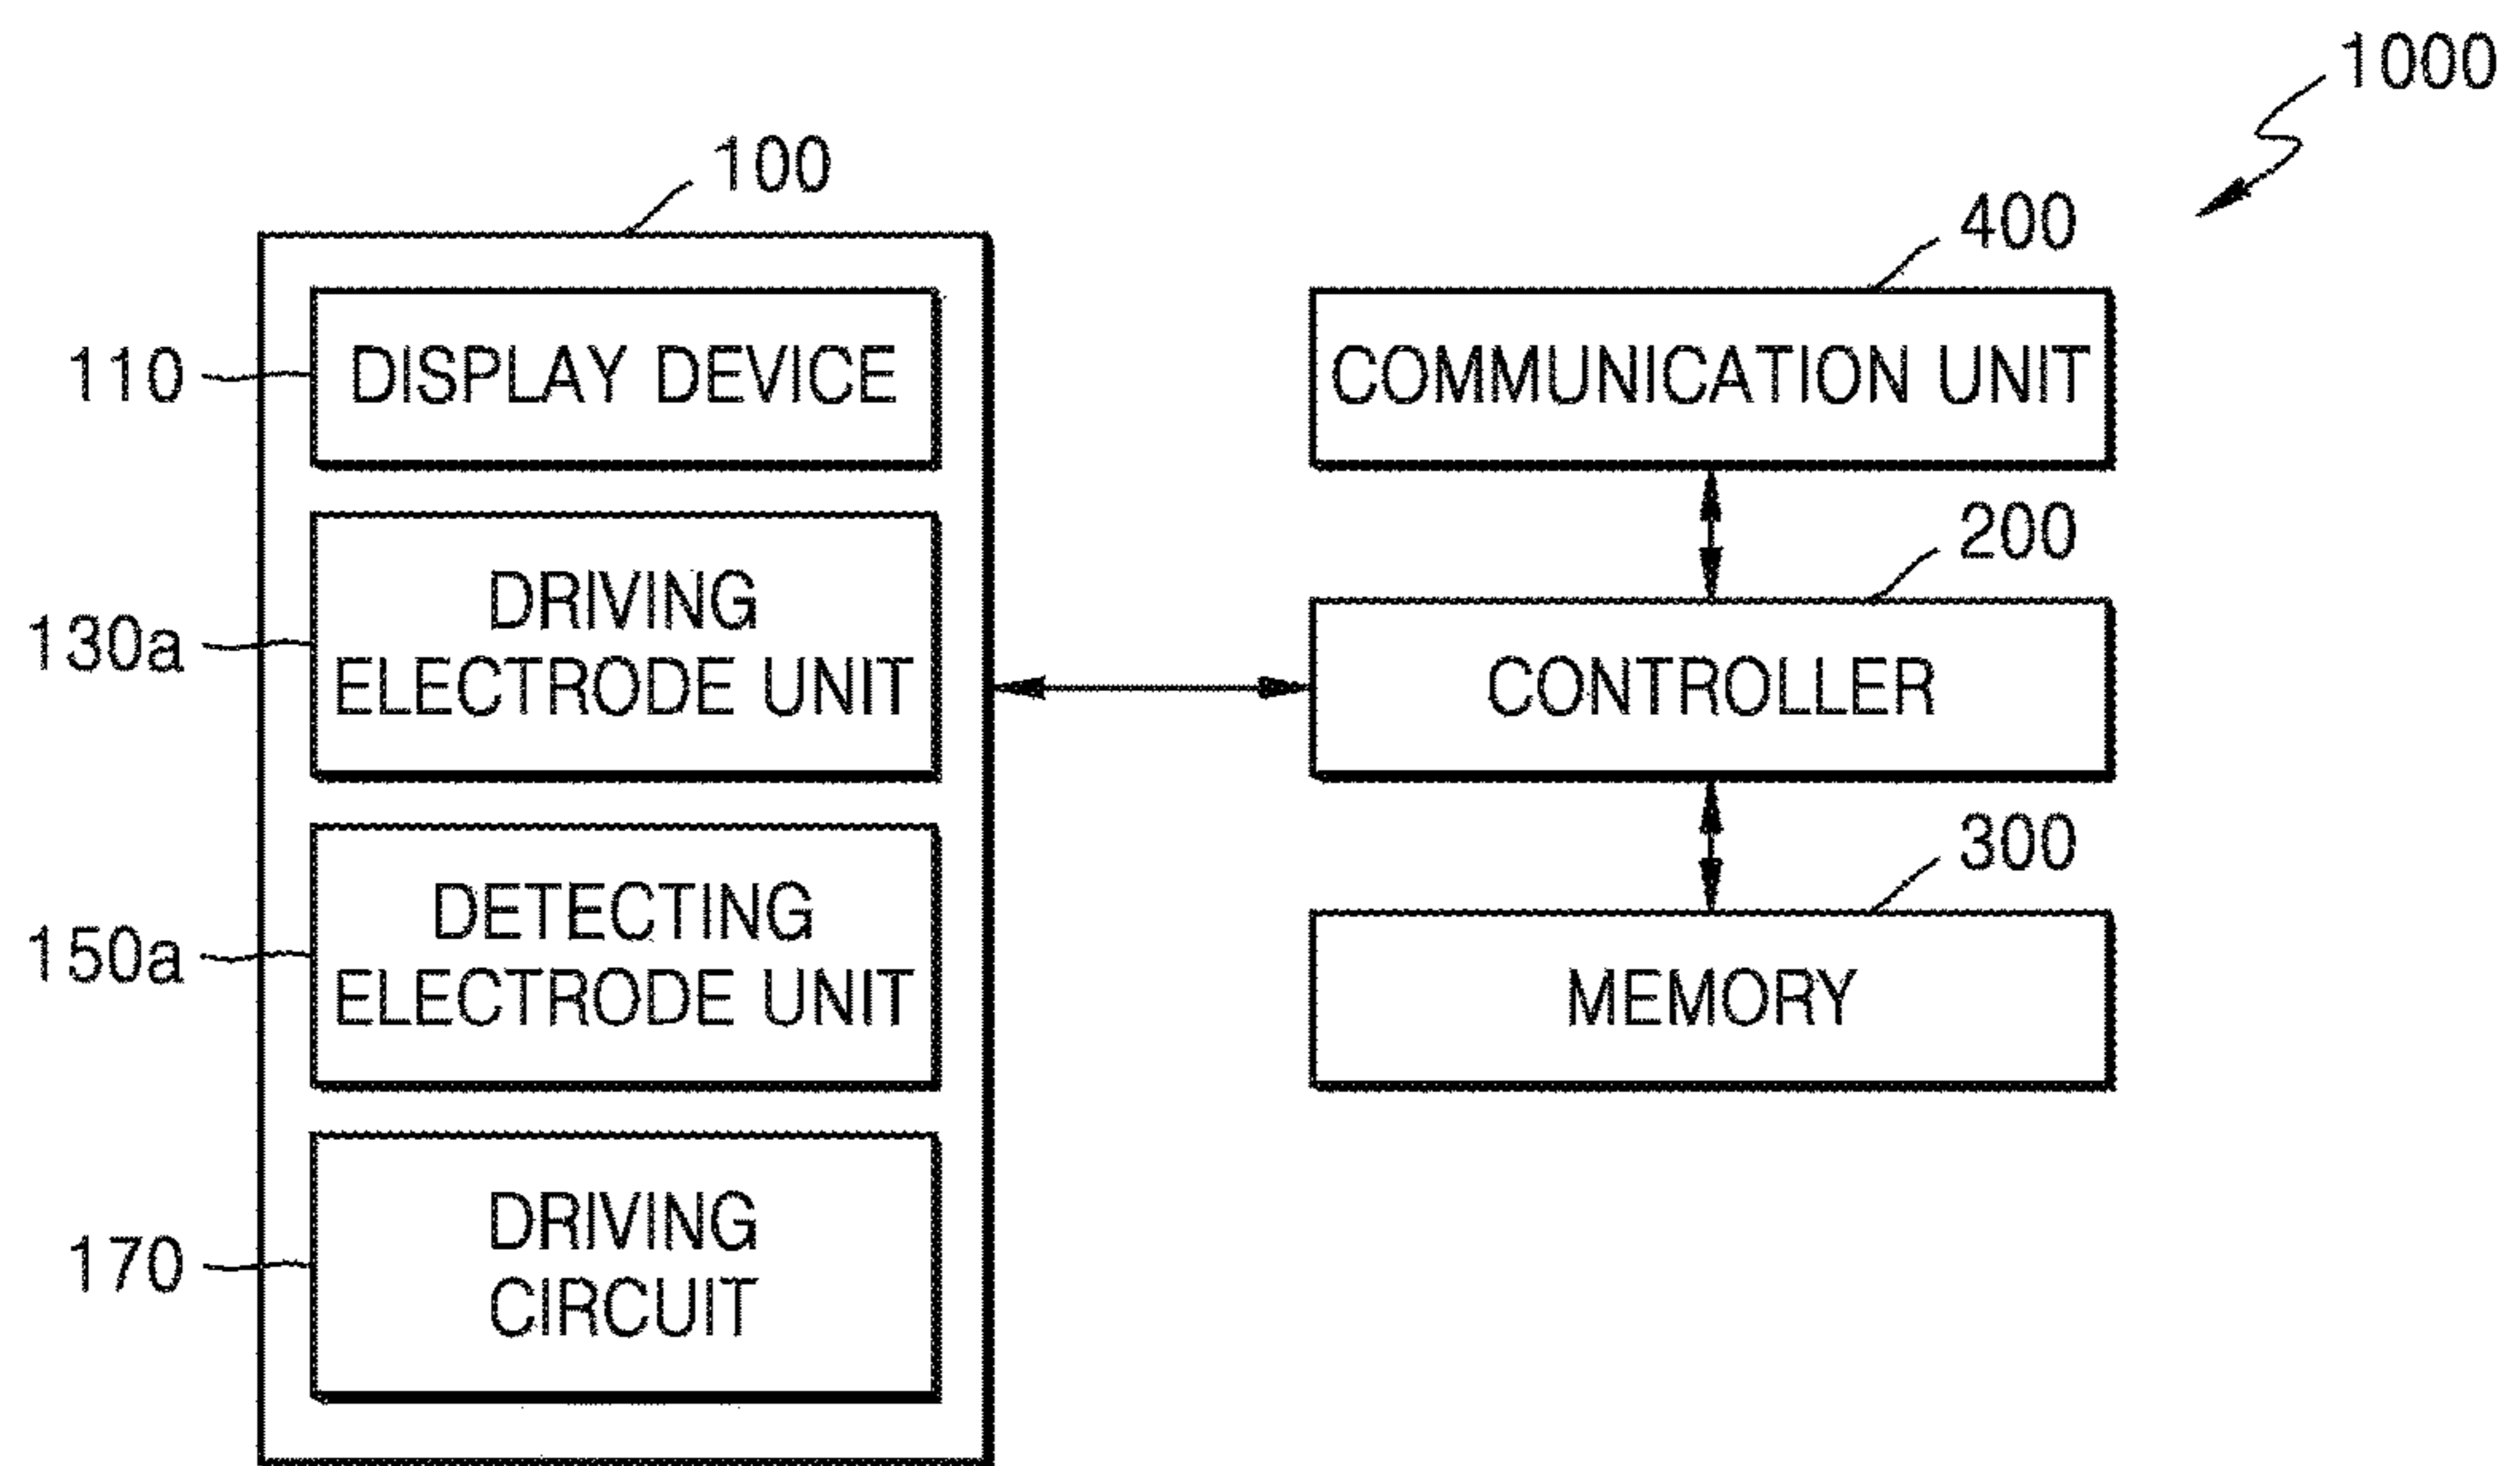 1000
100
110
DISPLAY DEVICE
130a
DRIVING
ELECTRODE UNIT
150a
DETECTING
ELECTRODE UNIT
170
DRIVING
CIRCUIT
400
COMMUNICATION UNIT
200
CONTROLLER
300
MEMORY